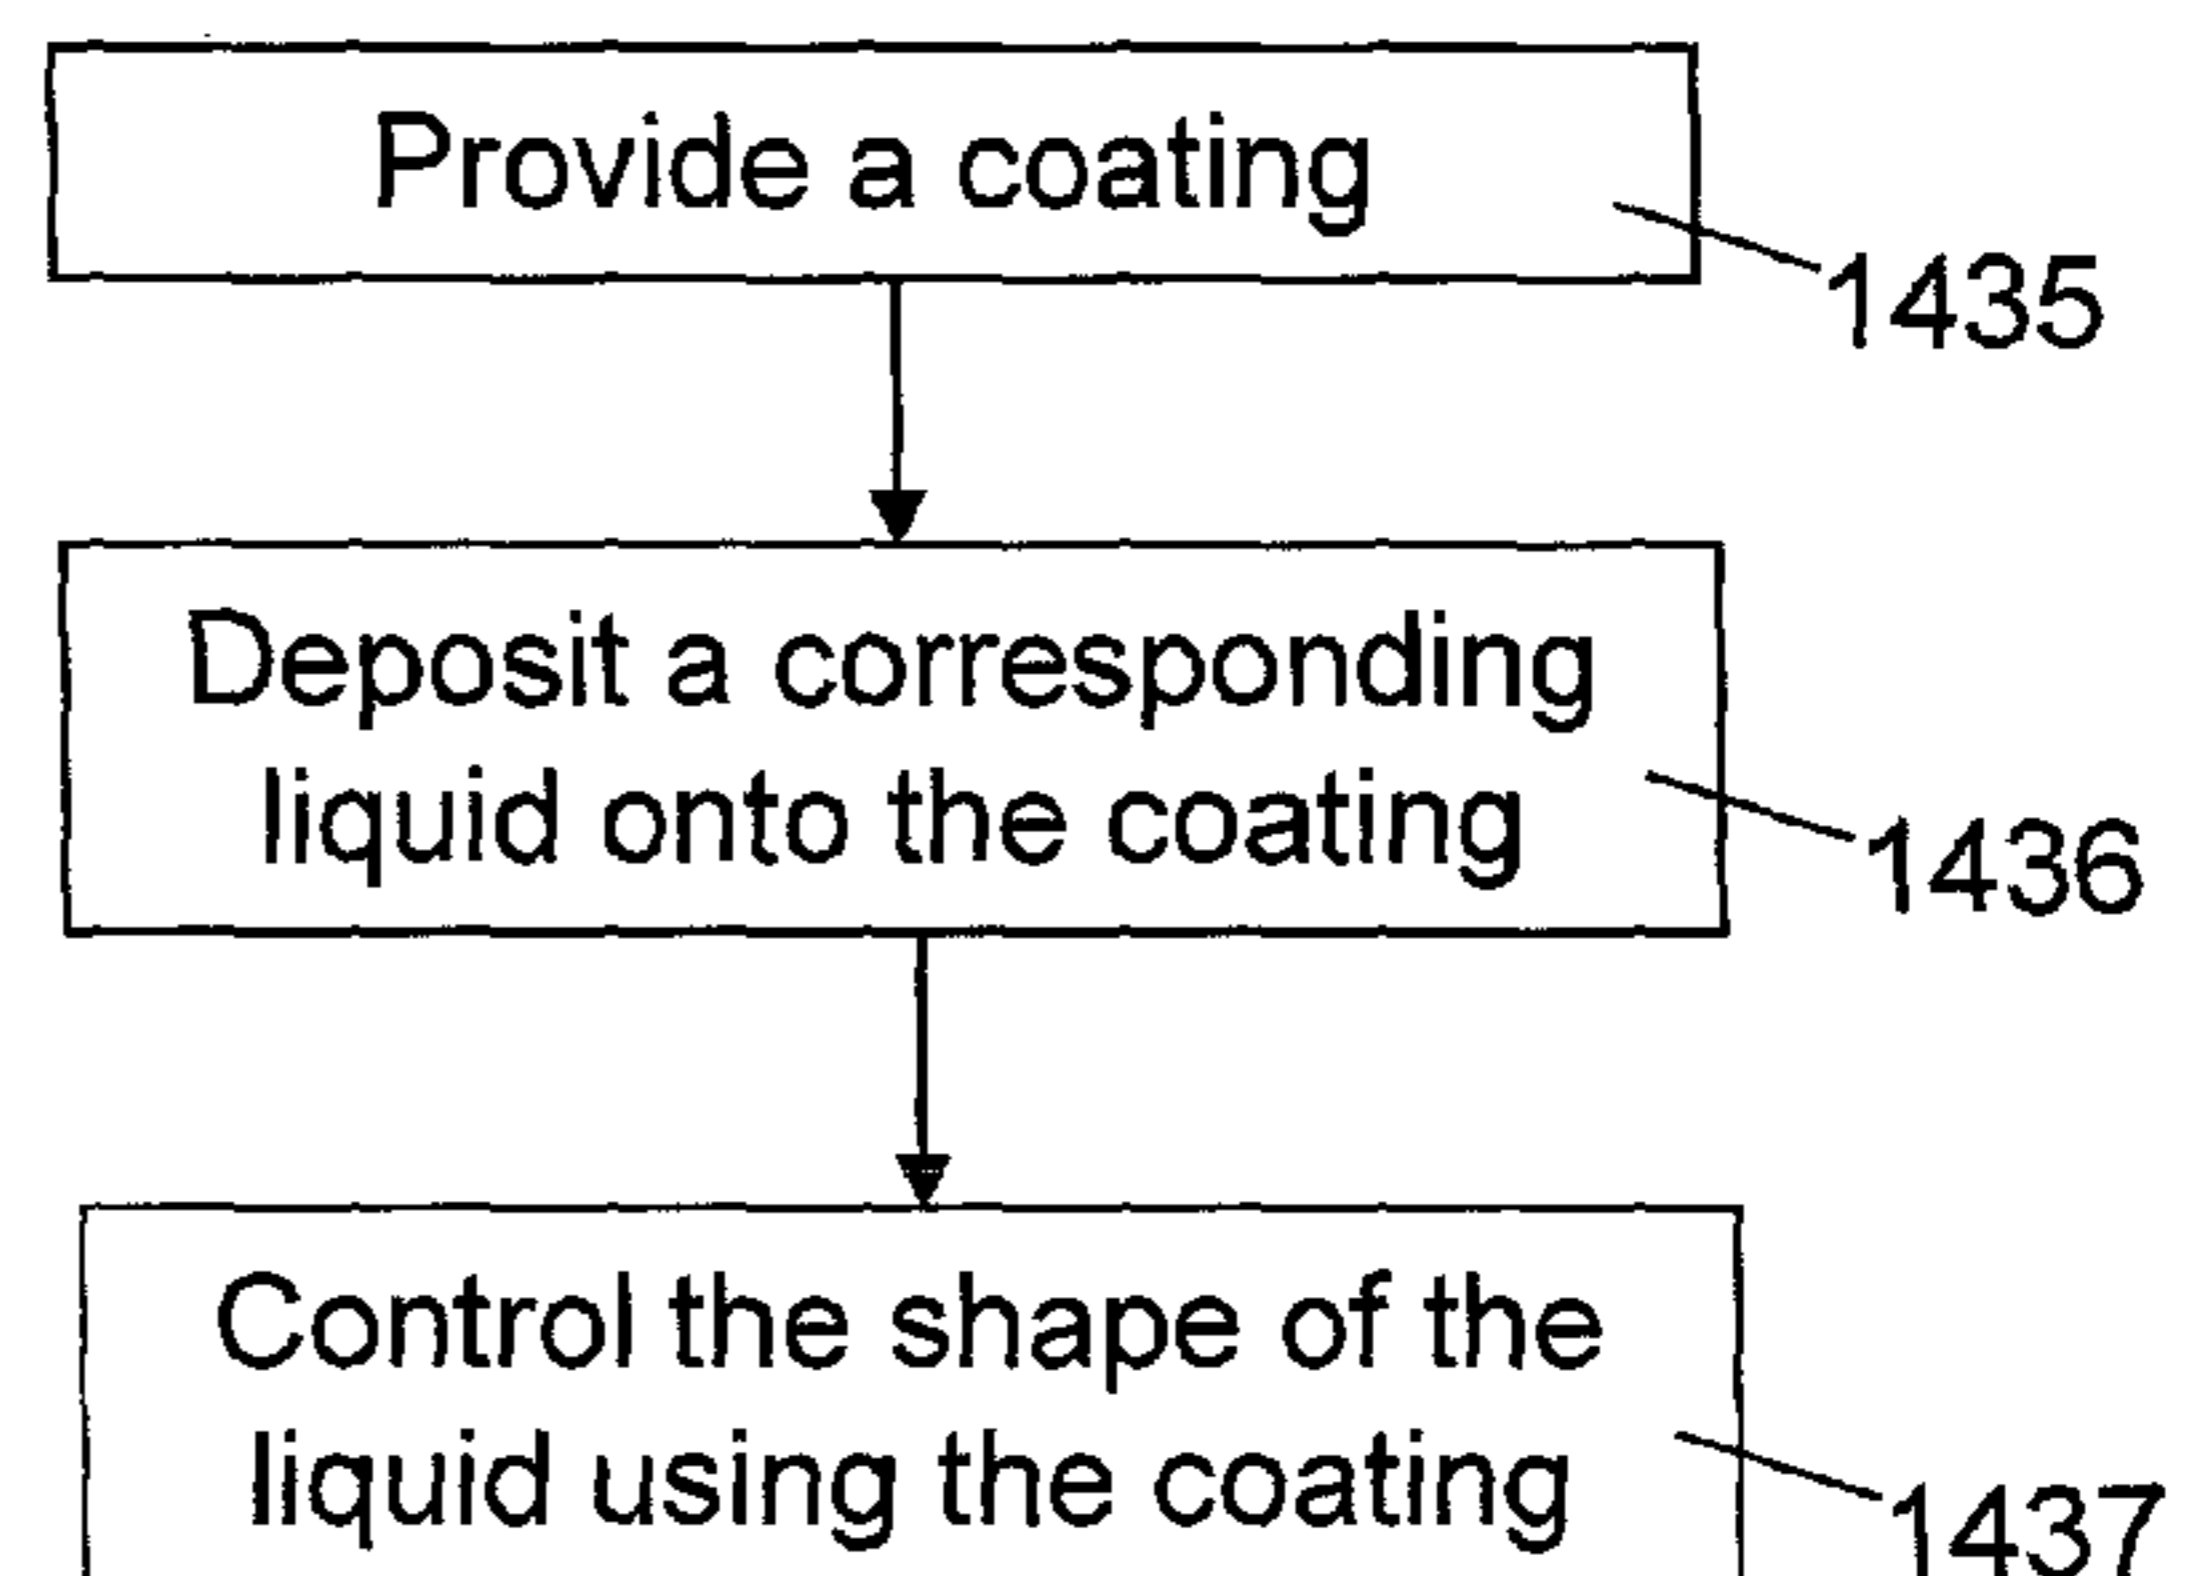 Provide a coating
1435
Deposit a corresponding
liquid onto the coating
1436
Control the shape of the
liquid using the coating
1437